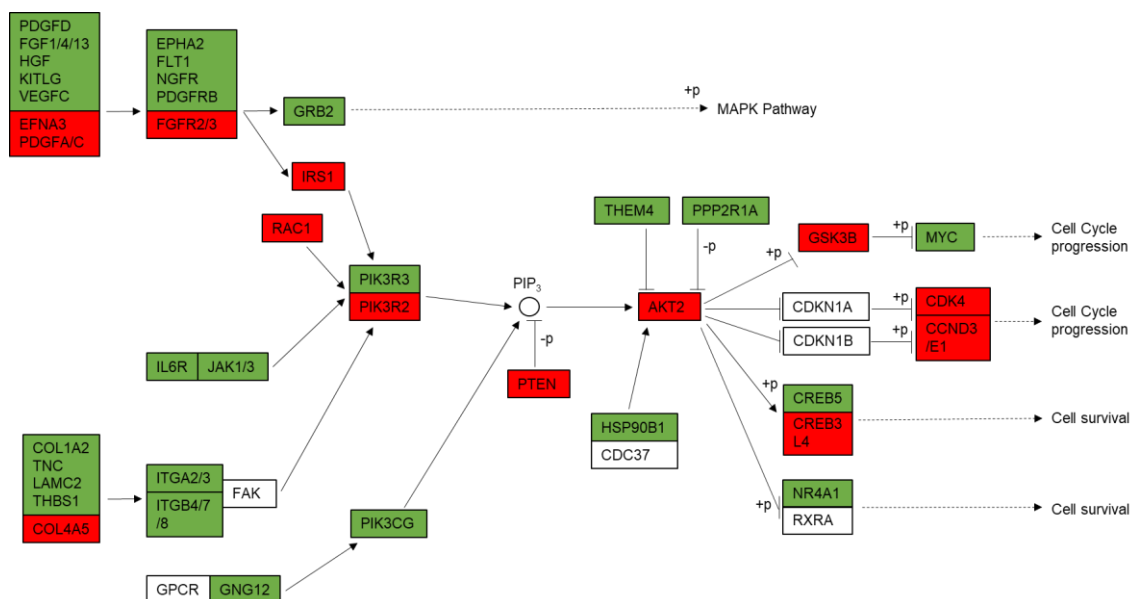 PDGFD
FGF1/4/13
HGF
KITLG
VEGFC
EFNA3
PDGFA/C
EPHA2
FLT1
NGFR
PDGFRB
FGFR2/3
GRB2
+p
MAPK Pathway
IRS1
RAC1
PIK3R3
PIK3R2
IL6R
JAK1/3
COL1A2
TNC
LAMC2
THBS1
COL4A5
ITGA2/3
ITGB4/7
/8
FAK
GPCR
GNG12
PIK3CG
PIP3
-p
PTEN
THEM4
PPP2R1A
-p
AKT2
HSP90B1
CDC37
+p
GSK3B
+p
MYC
Cell Cycle
progression
CDKN1A
+p
CDK4
CDKN1B
+p
CCND3
/E1
Cell Cycle
progression
+p
CREB5
CREB3
L4
Cell survival
+p
NR4A1
RXRA
Cell survival